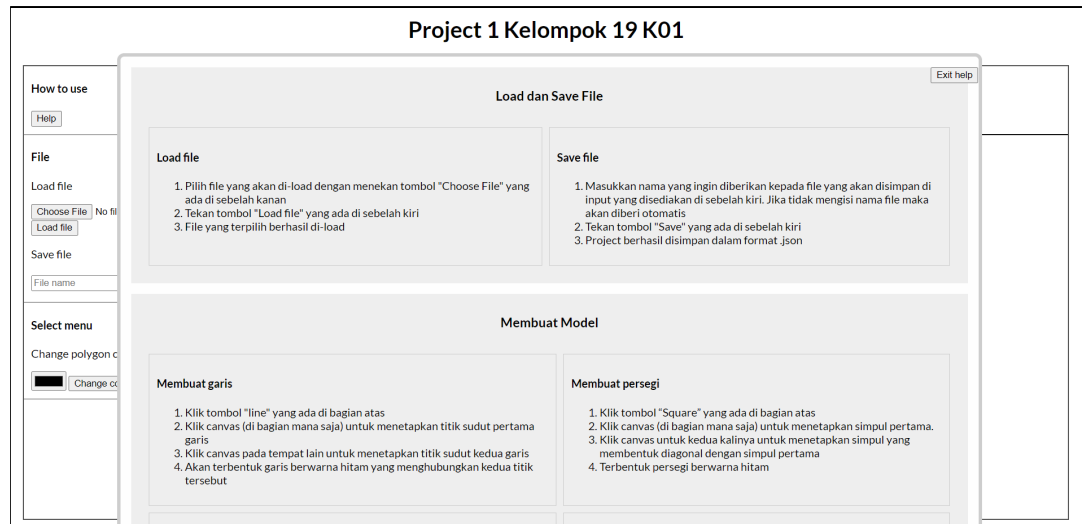 Project 1 Kelompok 19 K01
How to use
Help
File
Load file
Choose File No fil
Load file
Save file
File name
Select menu
Change polygon c
Change co
Exit help
Load dan Save File
Load file
1. Pilih file yang akan di-load dengan menekan tombol "Choose File" yang
ada di sebelah kanan
2. Tekan tombol "Load file" yang ada di sebelah kiri
3. File yang terpilih berhasil di-load
Save file
1. Masukkan nama yang ingin diberikan kepada file yang akan disimpan di
input yang disediakan di sebelah kiri. Jika tidak mengisi nama file maka
akan diberi otomatis
2. Tekan tombol "Save" yang ada di sebelah kiri
3. Project berhasil disimpan dalam format .json
Membuat Model
Membuat garis
1. Klik tombol "line" yang ada di bagian atas
2. Klik canvas (di bagian mana saja) untuk menetapkan titik sudut pertama
garis
3. Klik canvas pada tempat lain untuk menetapkan titik sudut kedua garis
4. Akan terbentuk garis berwarna hitam yang menghubungkan kedua titik
tersebut
Membuat persegi
1. Klik tombol "Square" yang ada di bagian atas
2. Klik canvas (di bagian mana saja) untuk menetapkan simpul pertama.
3. Klik canvas untuk kedua kalinya untuk menetapkan simpul yang
membentuk diagonal dengan simpul pertama
4. Terbentuk persegi berwarna hitam